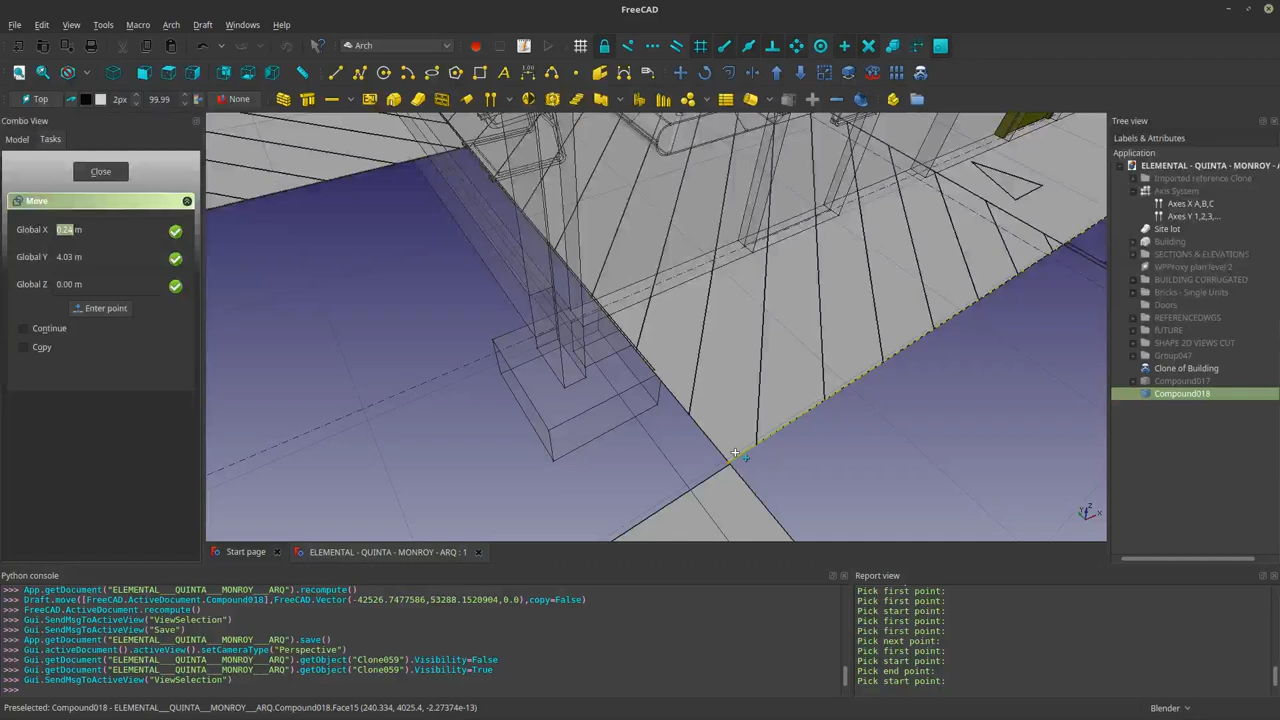 FreeCAD
File Edit View Tools Macro Arch Draft Windows Help
Arch
Top 2px 99.99 None
Combo View
Model Tasks
Close
Move
Global X 0.24 m
Global Y 4.03 m
Global Z 0.00 m
Enter point
Continue
Copy
Tree view
Labels & Attributes
Application
ELEMENTAL - QUINTA - MONROY - A
Imported reference Clone
Axis System
Axes X A,B,C
Axes Y 1,2,3,...
Site lot
Building
SECTIONS & ELEVATIONS
WPProxy plan level 2
BUILDING CORRUGATED
Bricks - Single Units
Doors
REFERENCEDWGS
fUTURE
SHAPE 2D VIEWS CUT
Group047
Clone of Building
Compound017
Compound018
Start page ELEMENTAL - QUINTA - MONROY - ARQ : 1
Python console
>>> App.getDocument("ELEMENTAL___QUINTA___MONROY___ARQ").recompute()
>>> Draft.move([FreeCAD.ActiveDocument.Compound018],FreeCAD.Vector(-42526.7477586,53288.1520904,0.0),copy=False)
>>> FreeCAD.ActiveDocument.recompute()
>>> Gui.SendMsgToActiveView("ViewSelection")
>>> Gui.SendMsgToActiveView("Save")
>>> App.getDocument("ELEMENTAL___QUINTA___MONROY___ARQ").save()
>>> Gui.activeDocument().activeView().setCameraType("Perspective")
>>> Gui.getDocument("ELEMENTAL___QUINTA___MONROY___ARQ").getObject("Clone059").Visibility=False
>>> Gui.getDocument("ELEMENTAL___QUINTA___MONROY___ARQ").getObject("Clone059").Visibility=True
>>> Gui.SendMsgToActiveView("ViewSelection")
>>>
Report view
Pick first point:
Pick first point:
Pick start point:
Pick first point:
Pick first point:
Pick next point:
Pick first point:
Pick start point:
Pick end point:
Pick start point:
Preselected: Compound018 - ELEMENTAL___QUINTA___MONROY___ARQ.Compound018.Face15 (240.334, 4025.4, -2.27374e-13)
Blender